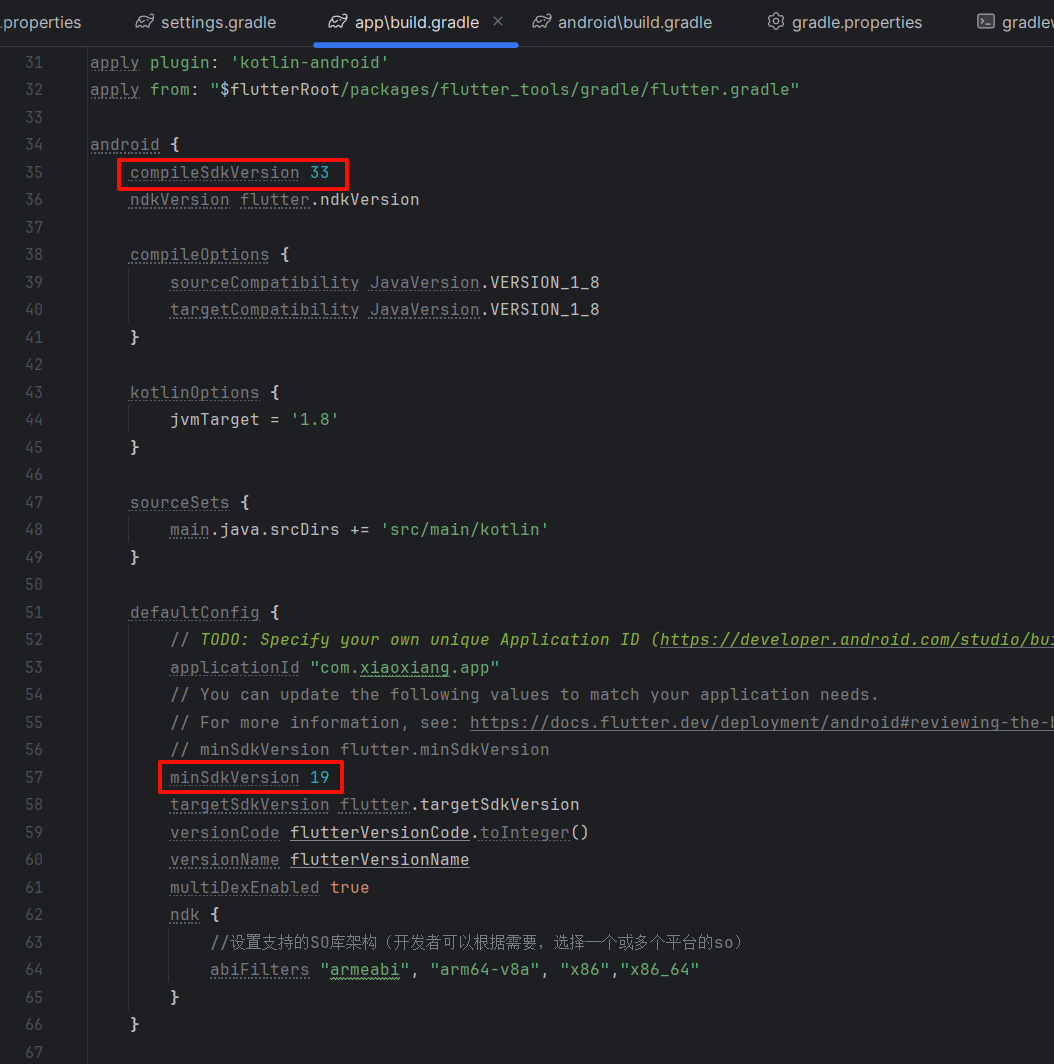 .properties settings.gradle app\build.gradle android\build.gradle gradle.properties gradlew
31 apply plugin: 'kotlin-android'
32 apply from: "$flutterRoot/packages/flutter_tools/gradle/flutter.gradle"
33
34 android {
35 compileSdkVersion 33
36 ndkVersion flutter.ndkVersion
37
38 compileOptions {
39 sourceCompatibility JavaVersion.VERSION_1_8
40 targetCompatibility JavaVersion.VERSION_1_8
41 }
42
43 kotlinOptions {
44 jvmTarget = '1.8'
45 }
46
47 sourceSets {
48 main.java.srcDirs += 'src/main/kotlin'
49 }
50
51 defaultConfig {
52 // TODO: Specify your own unique Application ID (https://developer.android.com/studio/bui
53 applicationId "com.xiaoxiang.app"
54 // You can update the following values to match your application needs.
55 // For more information, see: https://docs.flutter.dev/deployment/android#reviewing-the-b
56 // minSdkVersion flutter.minSdkVersion
57 minSdkVersion 19
58 targetSdkVersion flutter.targetSdkVersion
59 versionCode flutterVersionCode.toInteger()
60 versionName flutterVersionName
61 multiDexEnabled true
62 ndk {
63 //设置支持的SO库架构（开发者可以根据需要，选择一个或多个平台的so）
64 abiFilters "armeabi", "arm64-v8a", "x86","x86_64"
65 }
66 }
67